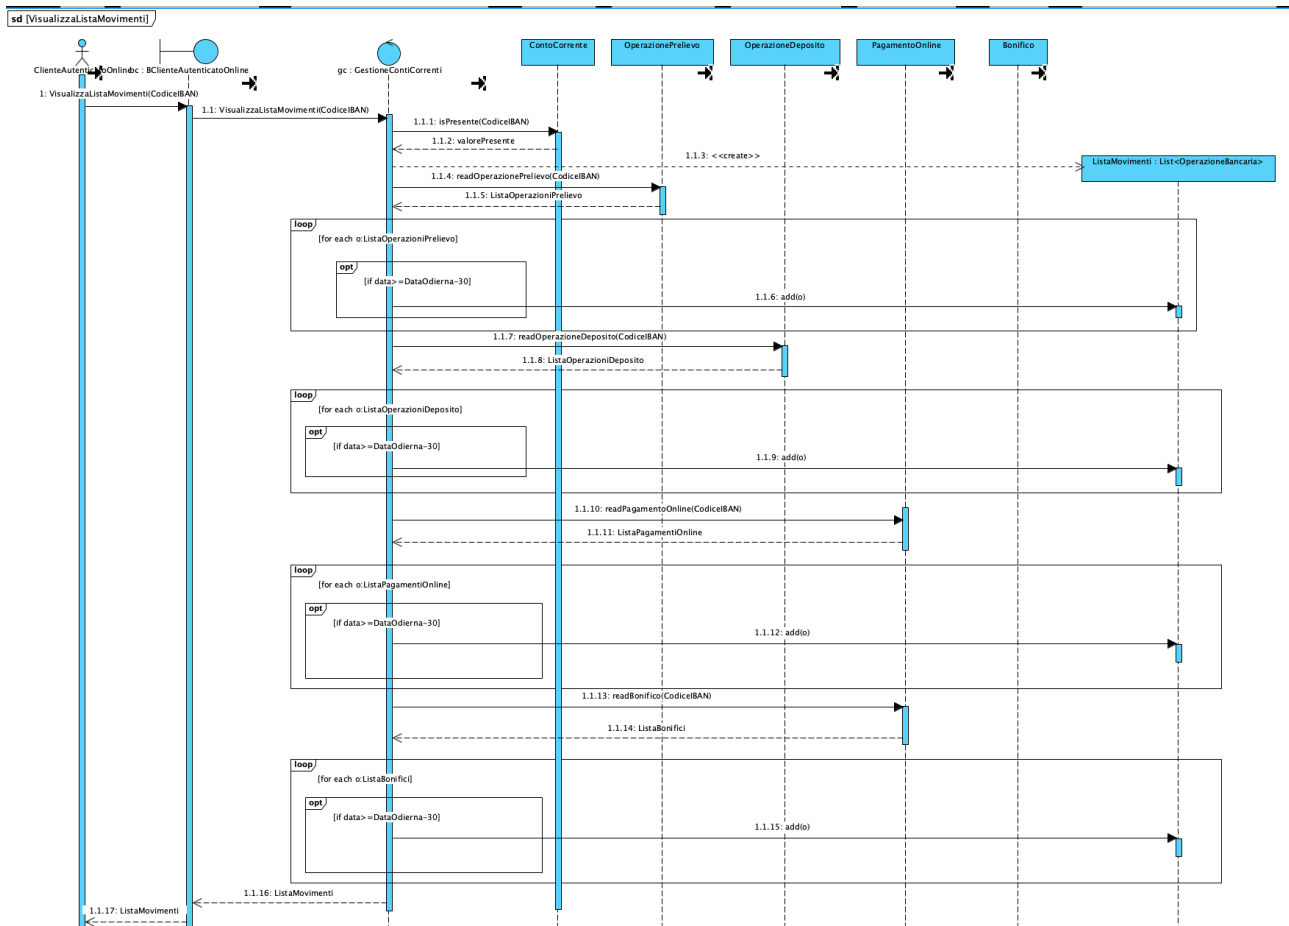 sd [VisualizzaListaMovimenti]
ContoCorrente
OperazionePrelievo
OperazioneDeposito
PagamentoOnline
Bonifico
ClienteAutenticatoOnline
bc : BClienteAutenticatoOnline
gc : GestioneContiCorrenti
1: VisualizzaListaMovimenti(CodiceIBAN)
1.1: VisualizzaListaMovimenti(CodiceIBAN)
1.1.1: isPresente(CodiceIBAN)
1.1.2: valorePresente
1.1.3: <<create>>
ListaMovimenti : List<OperazioneBancaria>
1.1.4: readOperazionePrelievo(CodiceIBAN)
1.1.5: ListaOperazioniPrelievo
loop
[for each o:ListaOperazioniPrelievo]
opt
[if data>=DataOdierna-30]
1.1.6: add(o)
1.1.7: readOperazioneDeposito(CodiceIBAN)
1.1.8: ListaOperazioniDeposito
loop
[for each o:ListaOperazioniDeposito]
opt
[if data>=DataOdierna-30]
1.1.9: add(o)
1.1.10: readPagamentoOnline(CodiceIBAN)
1.1.11: ListaPagamentiOnline
loop
[for each o:ListaPagamentiOnline]
opt
[if data>=DataOdierna-30]
1.1.12: add(o)
1.1.13: readBonifico(CodiceIBAN)
1.1.14: ListaBonifici
loop
[for each o:ListaBonifici]
opt
[if data>=DataOdierna-30]
1.1.15: add(o)
1.1.16: ListaMovimenti
1.1.17: ListaMovimenti